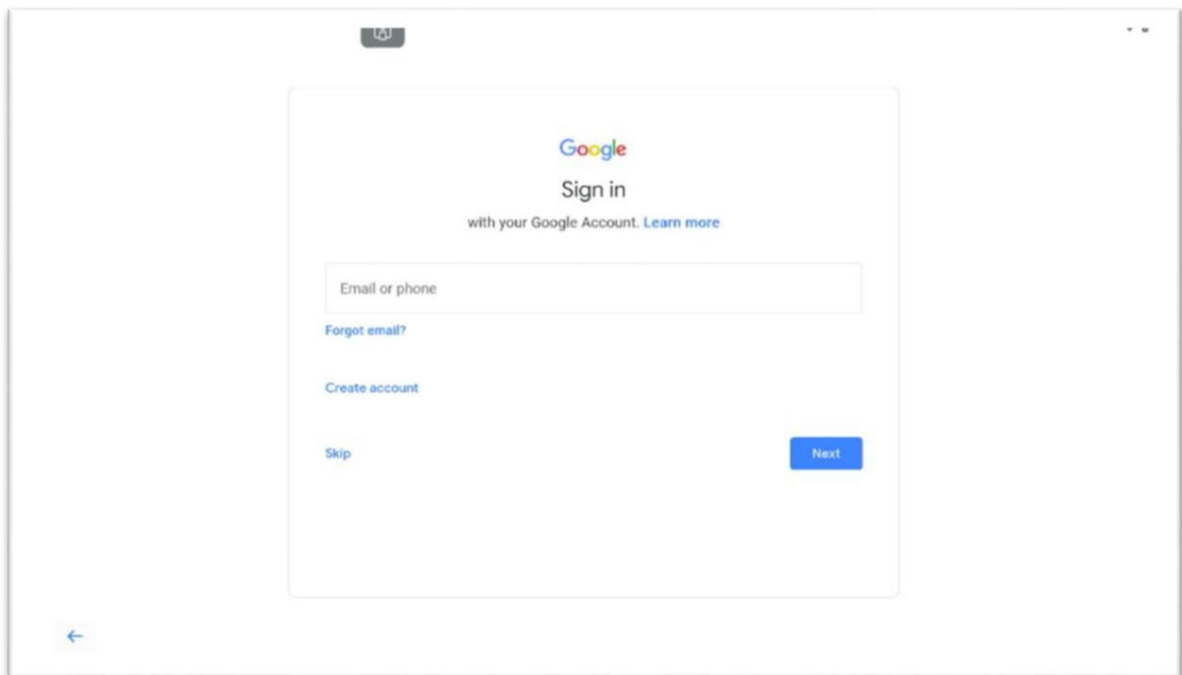 Google
Sign in
with your Google Account. Learn more
Email or phone
Forgot email?
Create account
Skip
Next